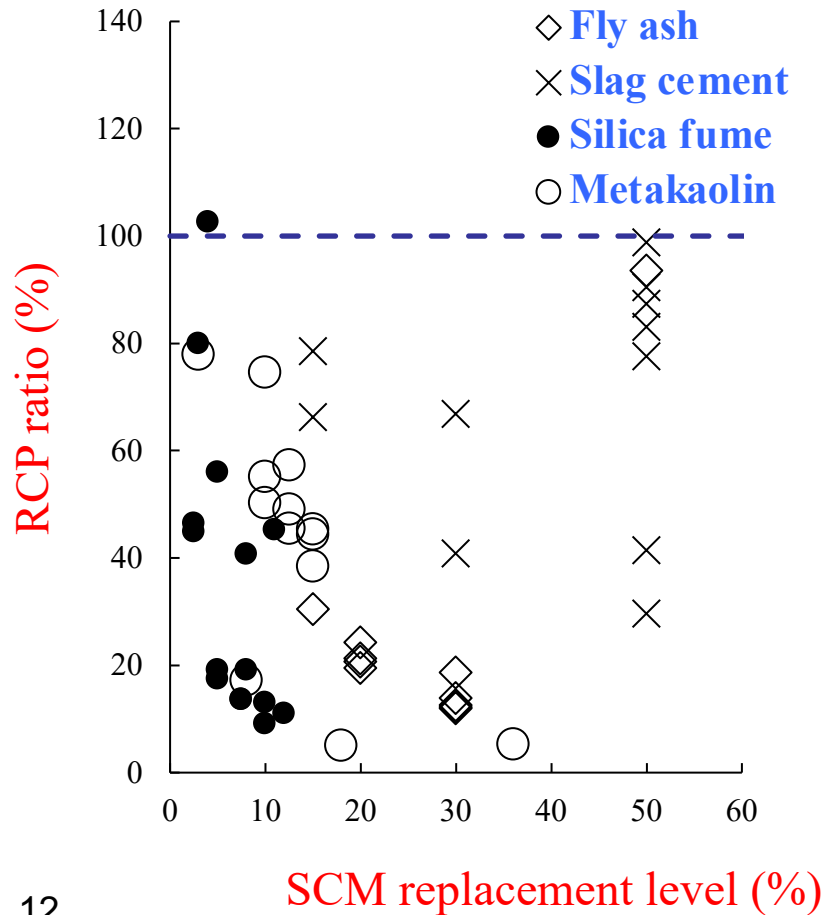 140
120
100
80
60
40
20
0
Fly ash
Slag cement
Silica fume
Metakaolin
RCP ratio (%)
0 10 20 30 40 50 60
SCM replacement level (%)
12